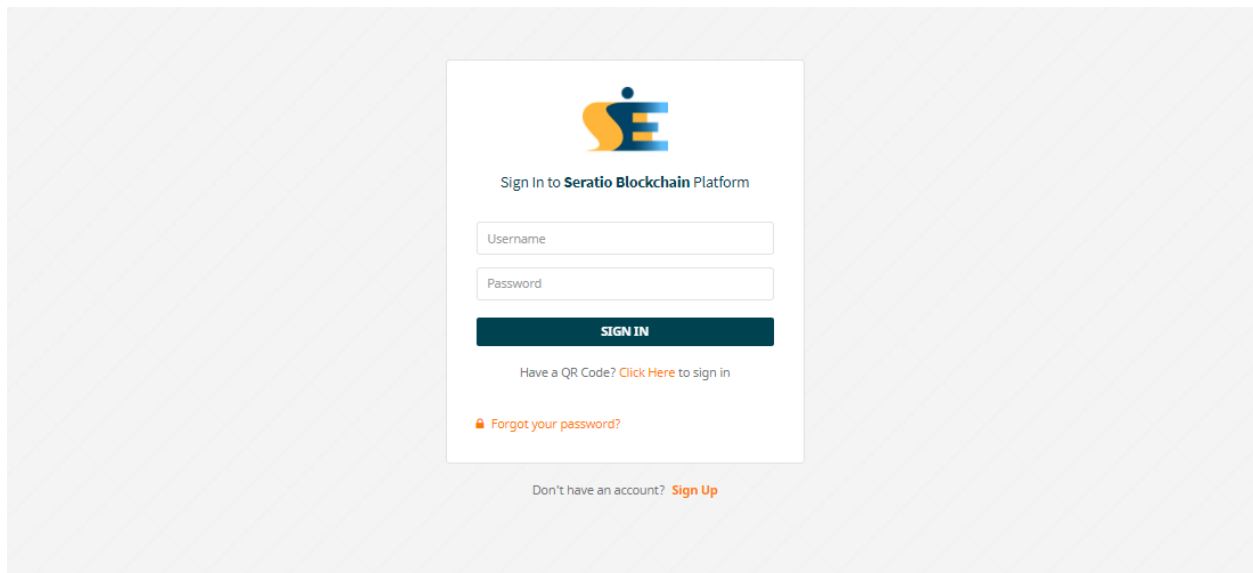 SiE
Sign In to Seratio Blockchain Platform
Username
Password
SIGN IN
Have a QR Code? Click Here to sign in
Forgot your password?
Don't have an account? Sign Up